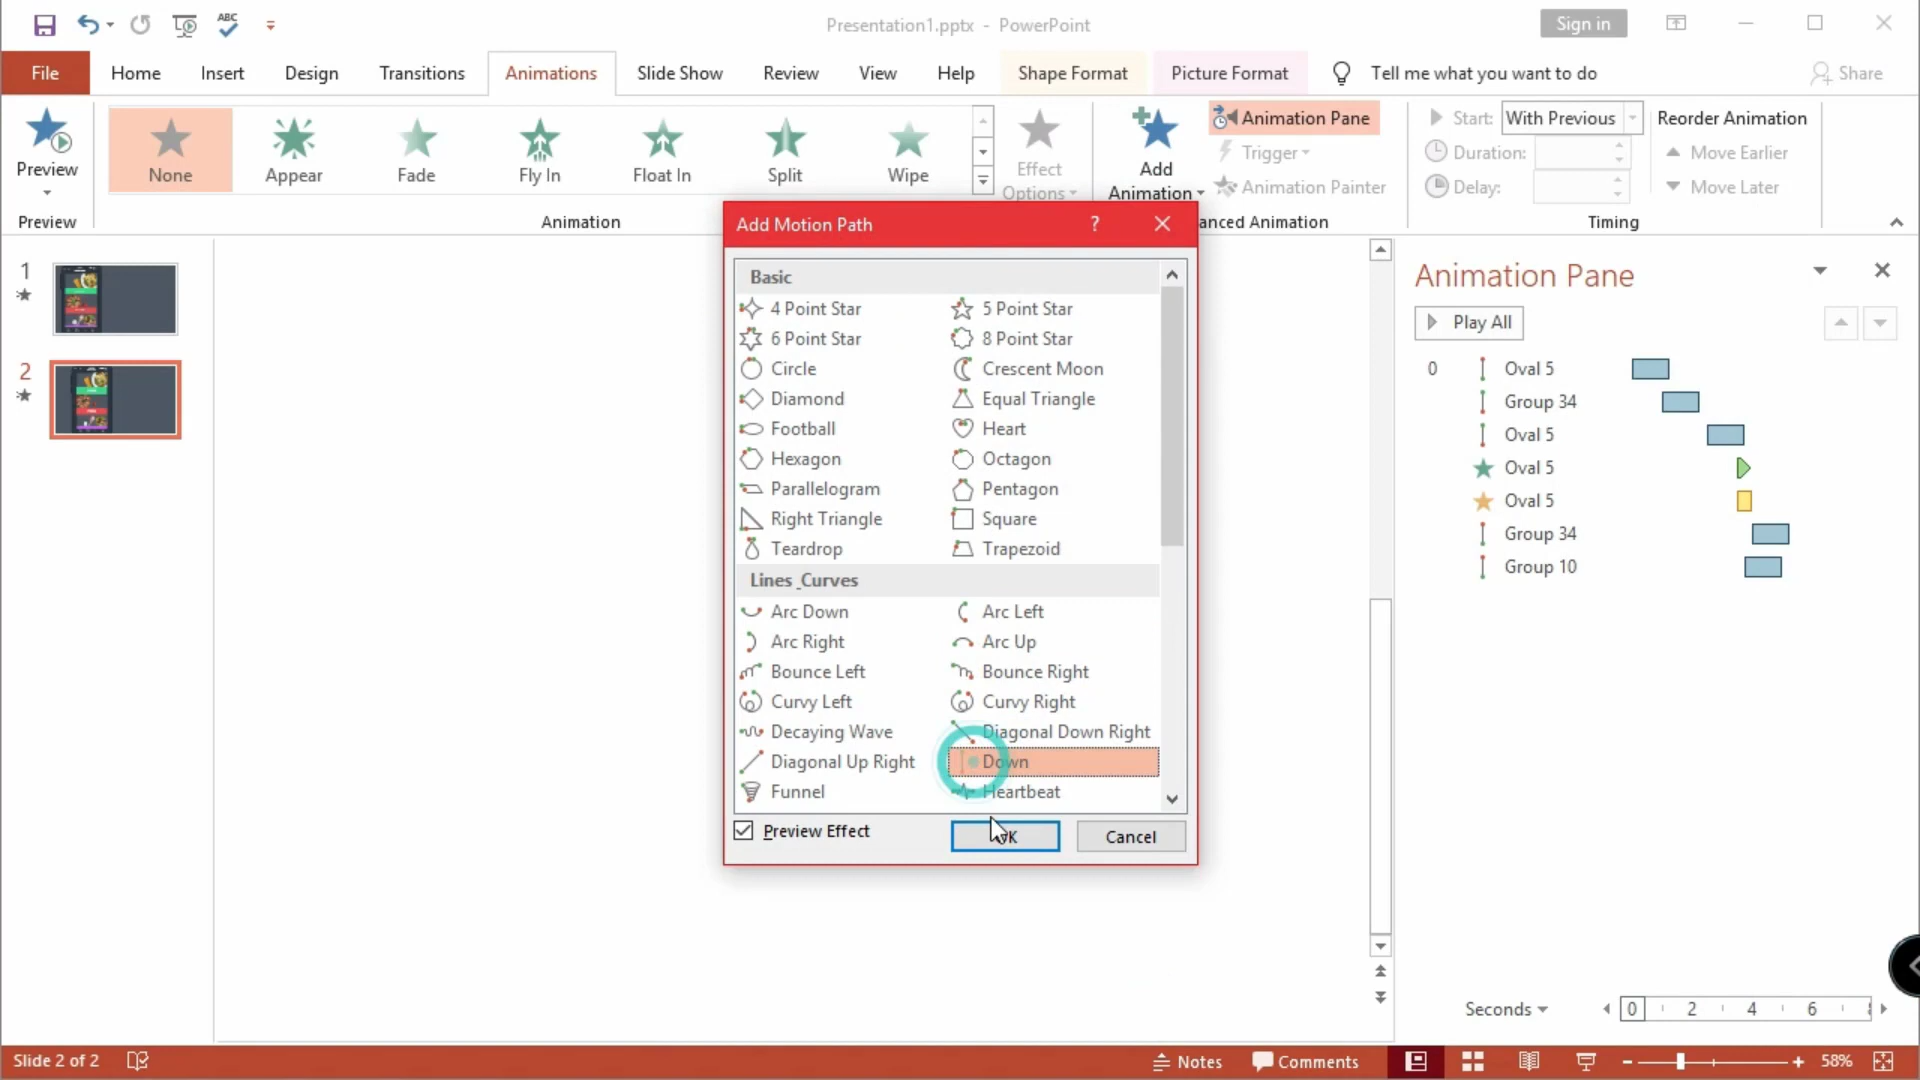 ABC
Presentation1.pptx - PowerPoint
Sign in
File Home Insert Design Transitions Animations Slide Show Review View Help Shape Format Picture Format Tell me what you want to do Share
Preview
None Appear Fade Fly In Float In Split Wipe
Effect
Options
Add
Animation
Animation Pane
Trigger
Animation Painter
Start: With Previous
Duration:
Delay:
Reorder Animation
Move Earlier
Move Later
Preview
Animation
anced Animation
Timing
1
2
Add Motion Path ?
Basic
4 Point Star 5 Point Star
6 Point Star 8 Point Star
Circle Crescent Moon
Diamond Equal Triangle
Football Heart
Hexagon Octagon
Parallelogram Pentagon
Right Triangle Square
Teardrop Trapezoid
Lines_Curves
Arc Down Arc Left
Arc Right Arc Up
Bounce Left Bounce Right
Curvy Left Curvy Right
Decaying Wave Diagonal Down Right
Diagonal Up Right Down
Funnel Heartbeat
Preview Effect
Cancel
Animation Pane
Play All
0 Oval 5
Group 34
Oval 5
Oval 5
Oval 5
Group 34
Group 10
Seconds 0 2 4 6
Slide 2 of 2
Notes Comments 58%